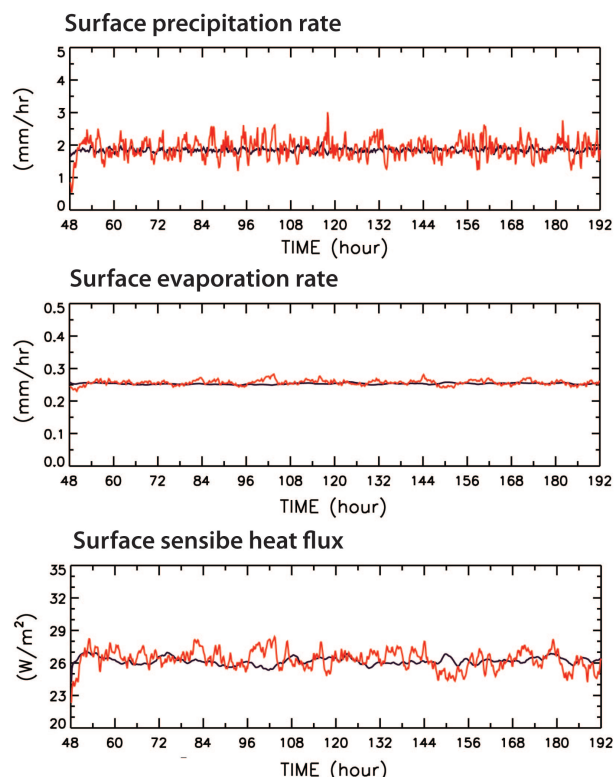 Surface precipitation rate
(mm/hr)
5
4
3
2
1
0
48 60 72 84 96 108 120 132 144 156 168 180 192
TIME (hour)
Surface evaporation rate
(mm/hr)
0.5
0.4
0.3
0.2
0.1
0.0
48 60 72 84 96 108 120 132 144 156 168 180 192
TIME (hour)
Surface sensibe heat flux
(W/m²)
35
32
29
26
23
20
48 60 72 84 96 108 120 132 144 156 168 180 192
TIME (hour)